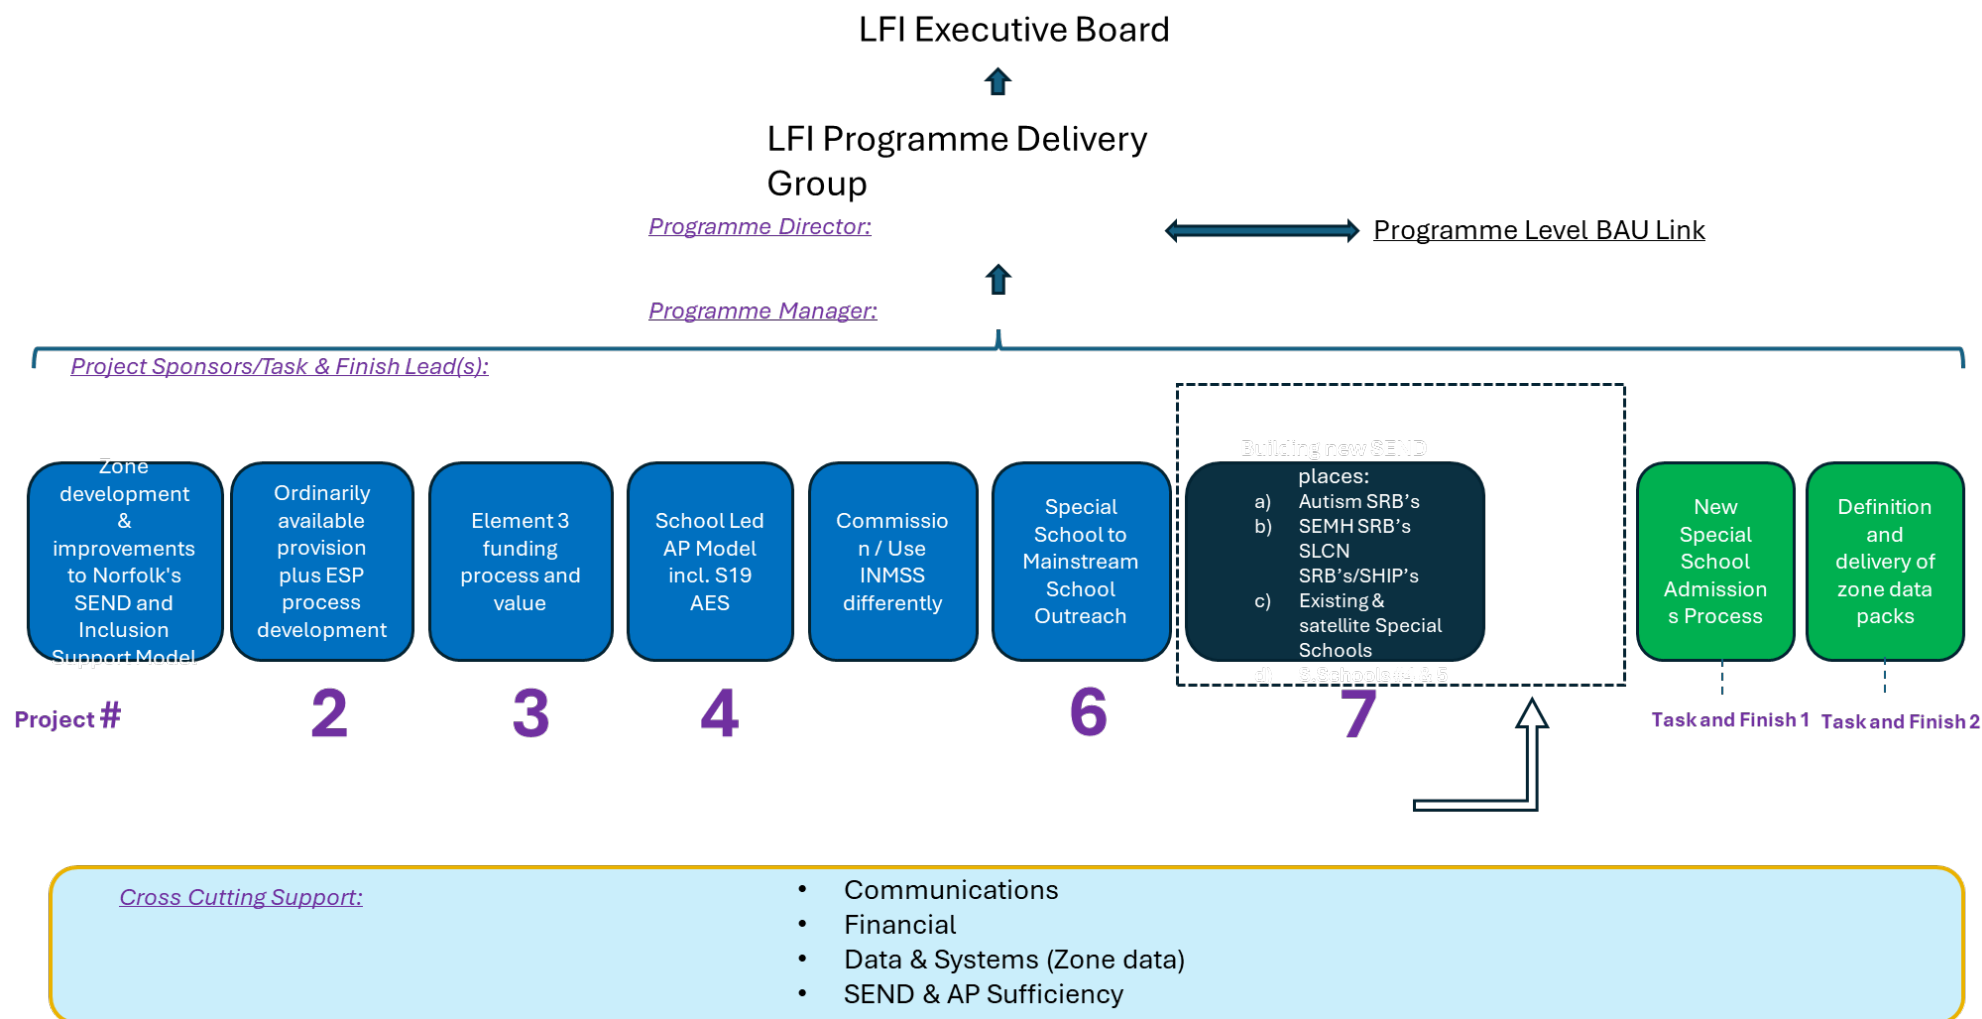 LFI Executive Board
LFI Programme Delivery
Group
Programme Director:
Programme Level BAU Link
Programme Manager:
Project Sponsors/Task & Finish Lead(s):
Zone
development
&
improvements
to Norfolk's
SEND and
Inclusion
Support Model
Ordinarily
available
provision
plus ESP
process
development
Element 3
funding
process and
value
School Led
AP Model
incl. S19
AES
Commissio
n / Use
INMSS
differently
Special
School to
Mainstream
School
Outreach
Building new SEND
places:
a) Autism SRB's
b) SEMH SRB's
SLCN
SRB's/SHIP's
c) Existing &
satellite Special
Schools
d)
New
Special
School
Admission
s Process
Definition
and
delivery of
zone data
packs
Project #
2
3
4
6
7
Task and Finish 1
Task and Finish 2
Cross Cutting Support:
• Communications
• Financial
• Data & Systems (Zone data)
• SEND & AP Sufficiency